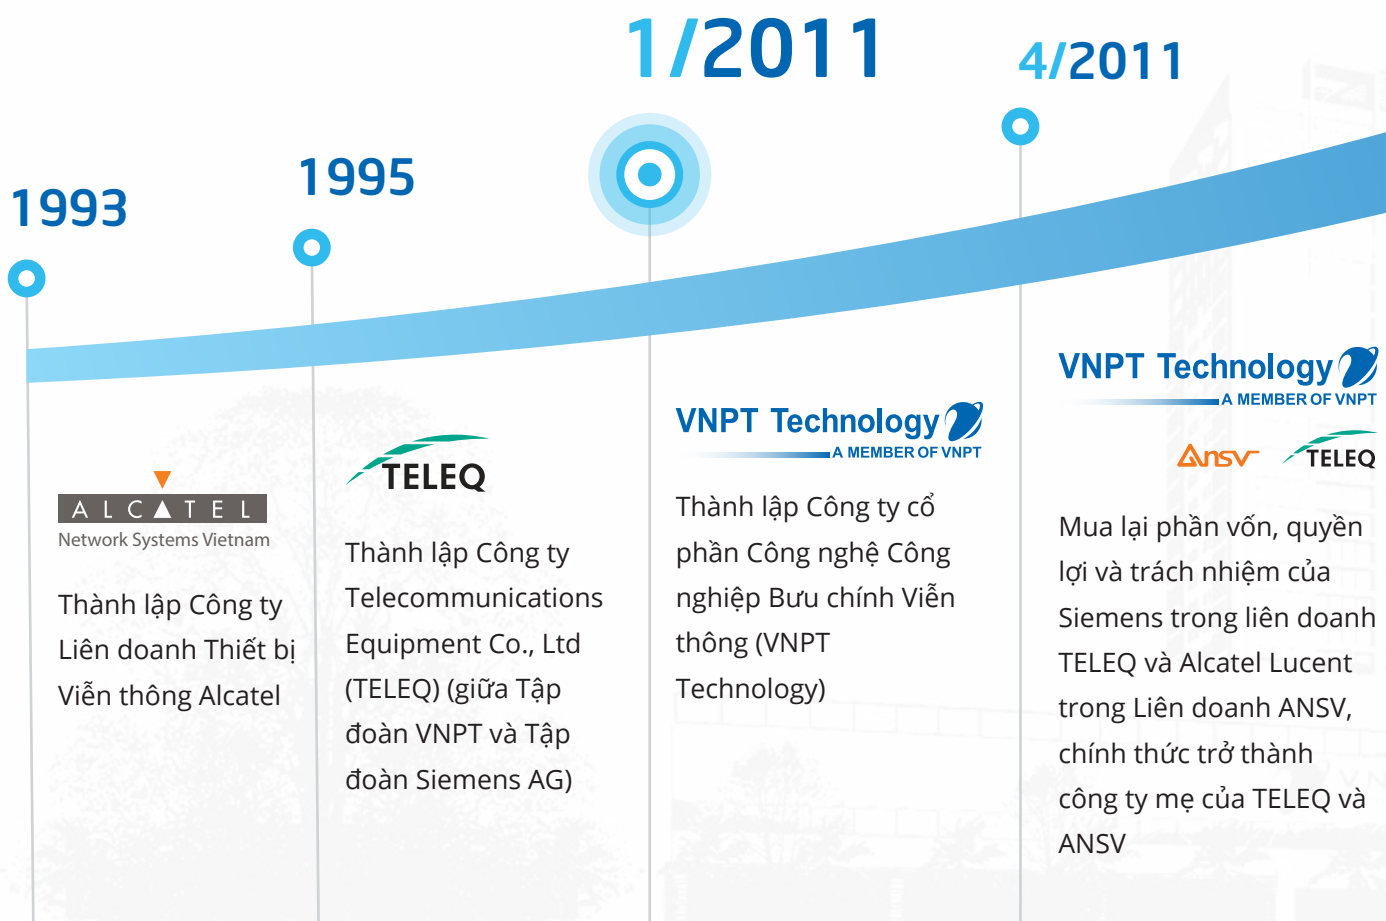 1993
ALCATEL
Network Systems Vietnam
Thành lập Công ty
Liên doanh Thiết bị
Viễn thông Alcatel
1995
TELEQ
Thành lập Công ty
Telecommunications
Equipment Co., Ltd
(TELEQ) (giữa Tập
đoàn VNPT và Tập
đoàn Siemens AG)
1/2011
VNPT Technology
A MEMBER OF VNPT
Thành lập Công ty cổ
phần Công nghệ Công
nghiệp Bưu chính Viễn
thông (VNPT
Technology)
4/2011
VNPT Technology
A MEMBER OF VNPT
Ansv TELEQ
Mua lại phần vốn, quyền
lợi và trách nhiệm của
Siemens trong liên doanh
TELEQ và Alcatel Lucent
trong Liên doanh ANSV,
chính thức trở thành
công ty mẹ của TELEQ và
ANSV